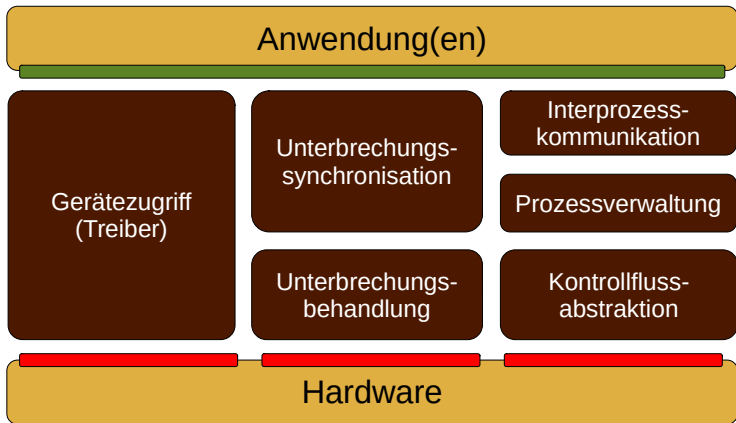 Anwendung(en)
Gerätezugriff
(Treiber)
Unterbrechungs-
synchronisation
Unterbrechungs-
behandlung
Interprozess-
kommunikation
Prozessverwaltung
Kontrollfluss-
abstraktion
Hardware